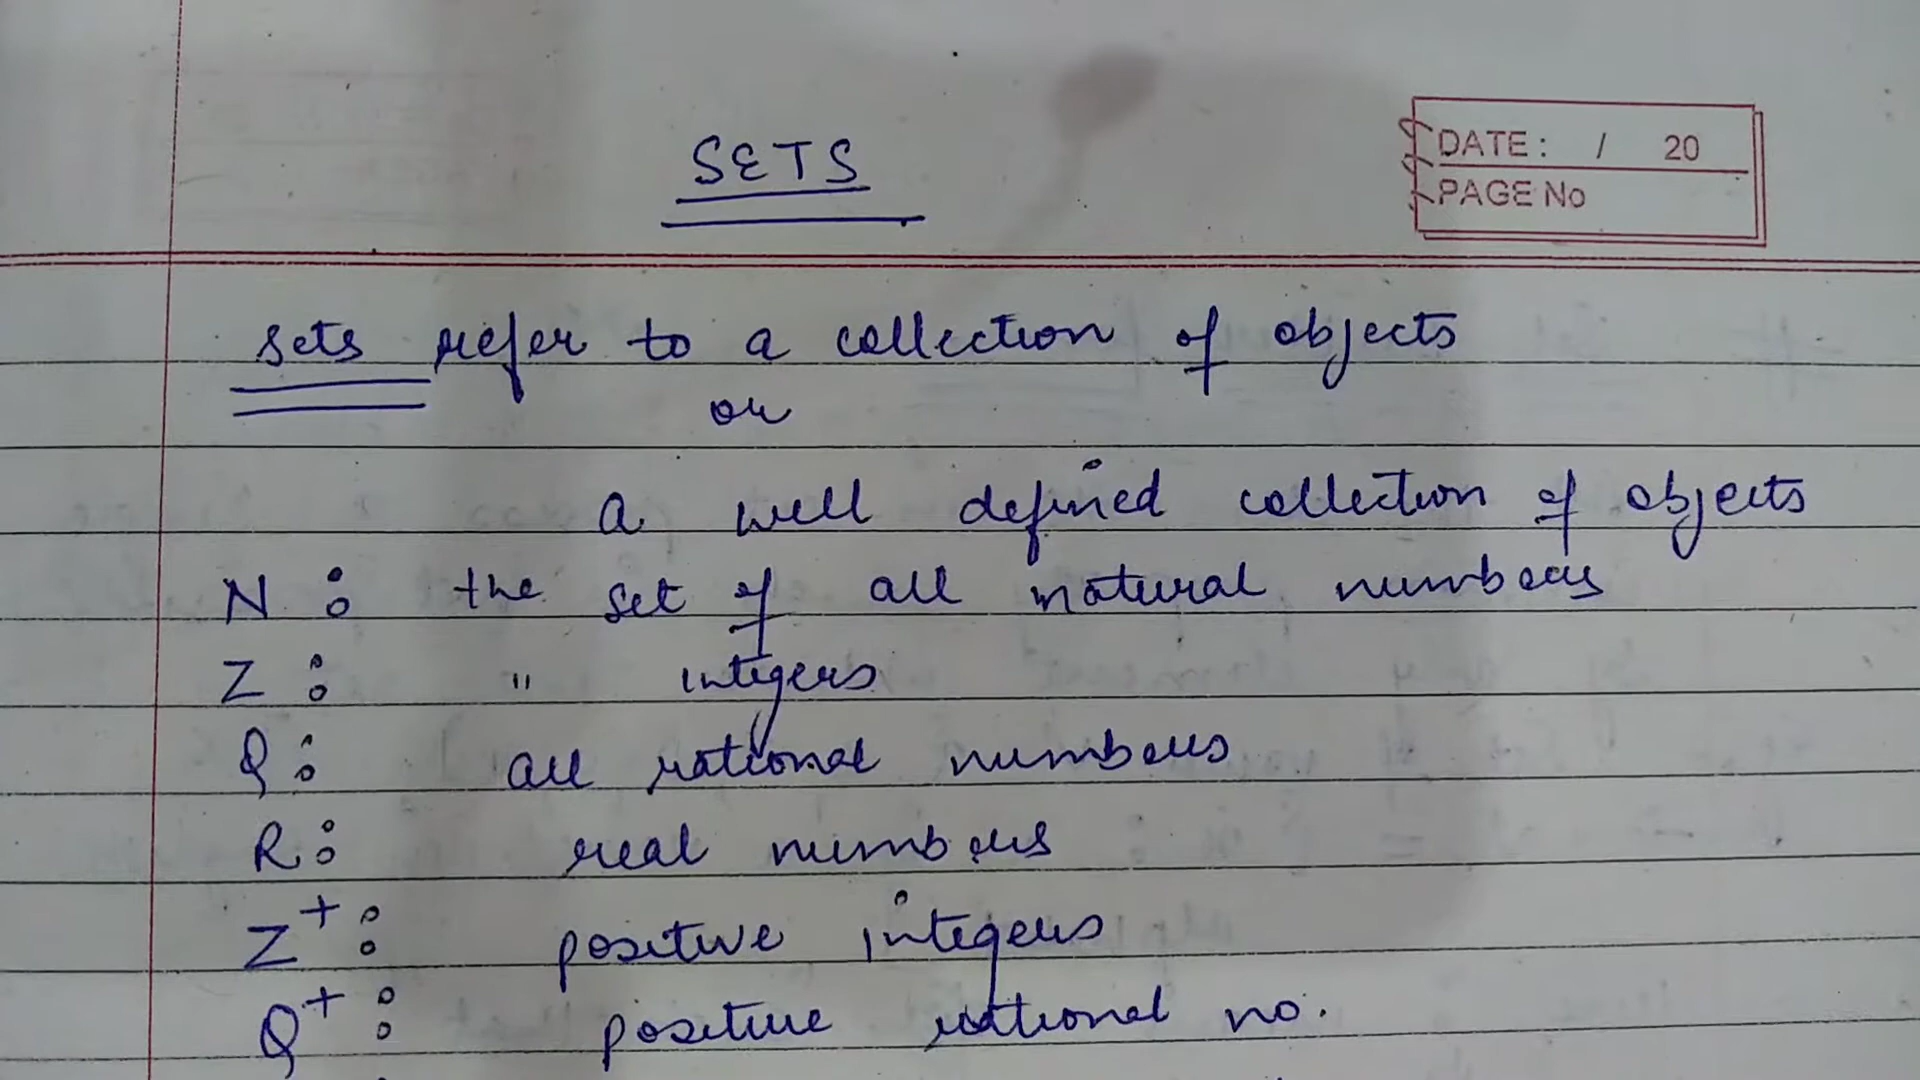 SETS
DATE : / 20
PAGE No
sets refer to a collection of objects
or
a well defined collection of objects
N : the set of all natural numbers
Z : " integers
Q : all rational numbers
R : real numbers
Z+ : positive integers
Q+ : positive rational no.